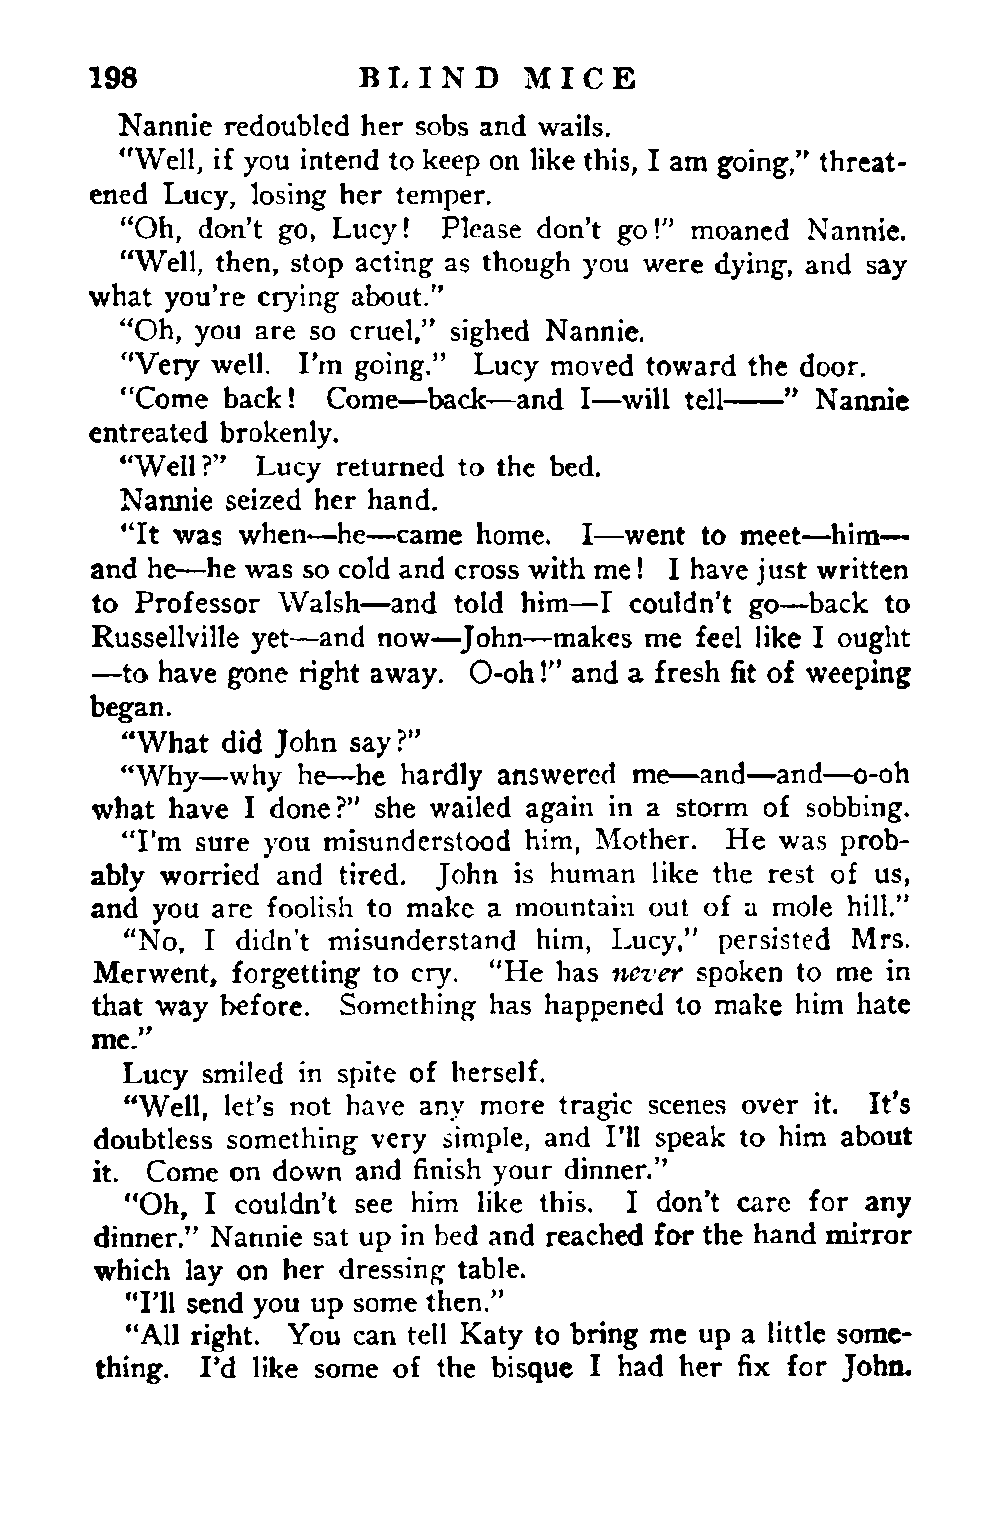 198 BLIND MICE
Nannie redoubled her sobs and wails.
“Well, if you intend to keep on like this, I am going,” threat-
ened Lucy, losing her temper.
“Oh, don’t go, Lucy! Please don’t go!” moaned Nannie.
“Well, then, stop acting as though you were dying, and say
what you’re crying about.”
“Oh, you are so cruel,” sighed Nannie.
“Very well. I’m going.” Lucy moved toward the door.
“Come back! Come—back—and I—will tell——” Nannie
entreated brokenly.
“Well?” Lucy returned to the bed.
Nannie seized her hand.
“It was when—he—came home. I—went to meet—him—
and he—he was so cold and cross with me! I have just written
to Professor Walsh—and told him—I couldn’t go—back to
Russellville yet—and now—John—makes me feel like I ought
—to have gone right away. O-oh!” and a fresh fit of weeping
began.
“What did John say?”
“Why—why he—he hardly answered me—and—and—o-oh
what have I done?” she wailed again in a storm of sobbing.
“I’m sure you misunderstood him, Mother. He was prob-
ably worried and tired. John is human like the rest of us,
and you are foolish to make a mountain out of a mole hill.”
“No, I didn’t misunderstand him, Lucy,” persisted Mrs.
Merwent, forgetting to cry. “He has never spoken to me in
that way before. Something has happened to make him hate
me.”
Lucy smiled in spite of herself.
“Well, let’s not have any more tragic scenes over it. It’s
doubtless something very simple, and I’ll speak to him about
it. Come on down and finish your dinner.”
“Oh, I couldn’t see him like this. I don’t care for any
dinner.” Nannie sat up in bed and reached for the hand mirror
which lay on her dressing table.
“I’ll send you up some then.”
“All right. You can tell Katy to bring me up a little some-
thing. I’d like some of the bisque I had her fix for John.